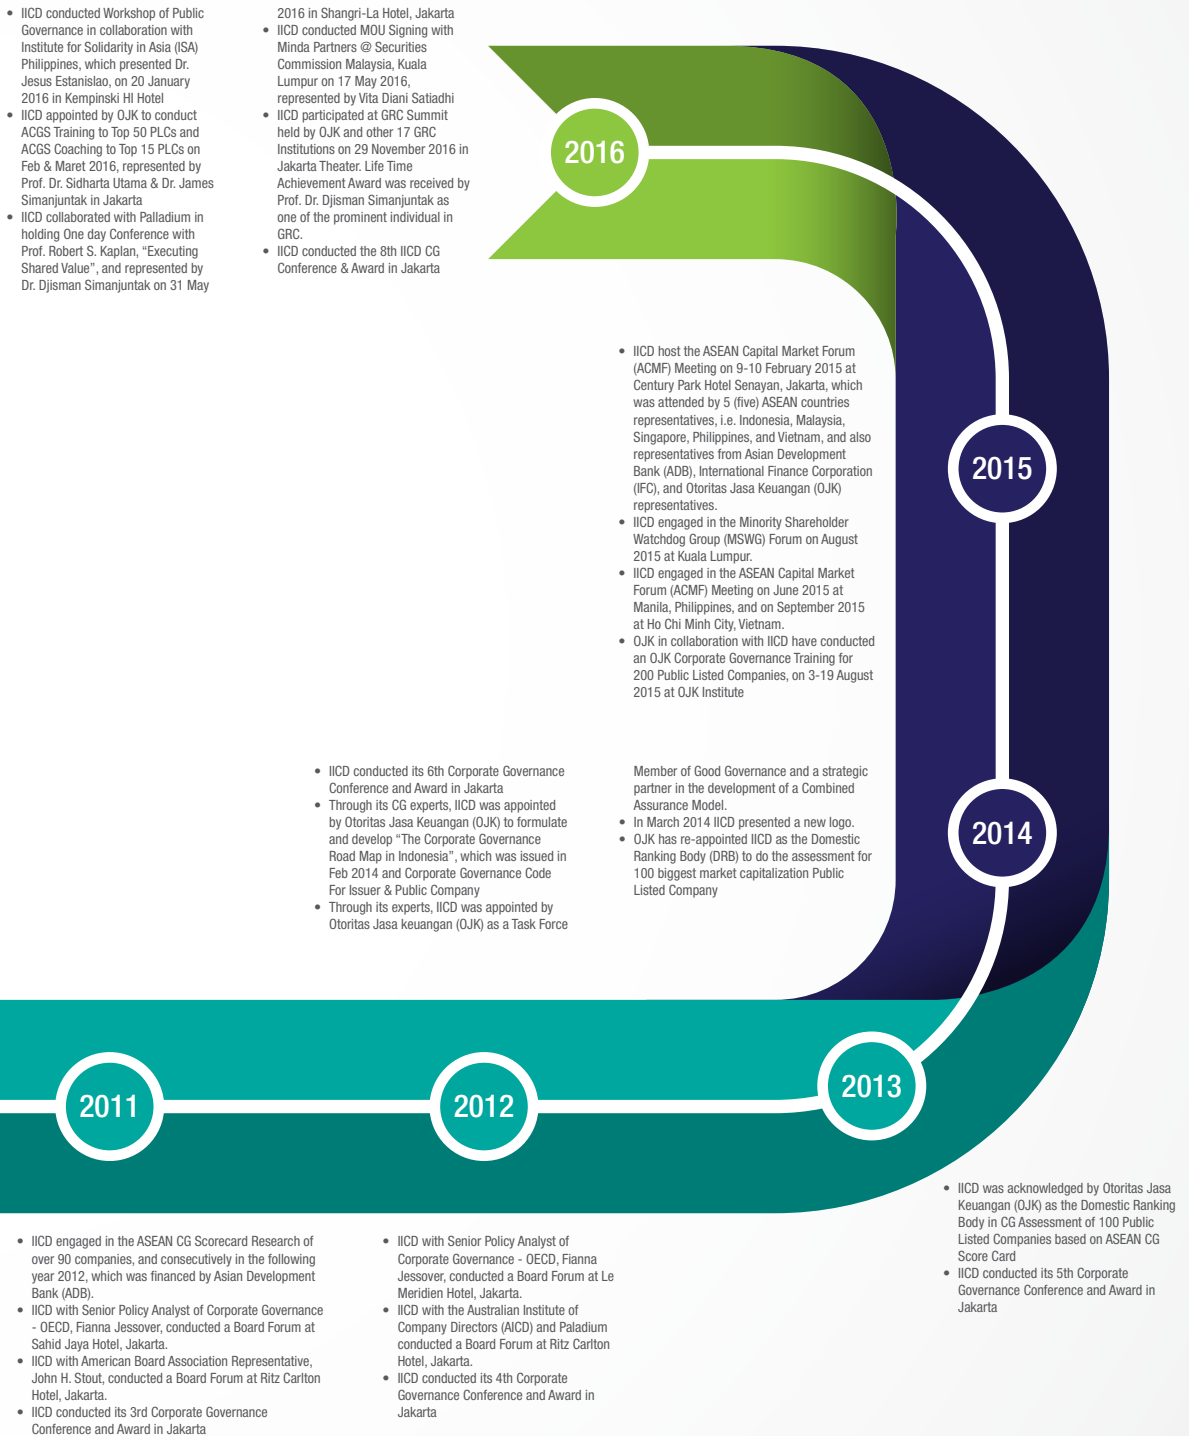 • IICD conducted Workshop of Public
Governance in collaboration with
Institute for Solidarity in Asia (ISA)
Philippines, which presented Dr.
Jesus Estanislao, on 20 January
2016 in Kempinski HI Hotel
• IICD appointed by OJK to conduct
ACGS Training to Top 50 PLCs and
ACGS Coaching to Top 15 PLCs on
Feb & Maret 2016, represented by
Prof. Dr. Sidharta Utama & Dr. James
Simanjuntak in Jakarta
• IICD collaborated with Palladium in
holding One day Conference with
Prof. Robert S. Kaplan, “Executing
Shared Value”, and represented by
Dr. Djisman Simanjuntak on 31 May
2016 in Shangri-La Hotel, Jakarta
• IICD conducted MOU Signing with
Minda Partners @ Securities
Commission Malaysia, Kuala
Lumpur on 17 May 2016,
represented by Vita Diani Satiadhi
• IICD participated at GRC Summit
held by OJK and other 17 GRC
Institutions on 29 November 2016 in
Jakarta Theater. Life Time
Achievement Award was received by
Prof. Dr. Djisman Simanjuntak as
one of the prominent individual in
GRC.
• IICD conducted the 8th IICD CG
Conference & Award in Jakarta
2016
• IICD host the ASEAN Capital Market Forum
(ACMF) Meeting on 9-10 February 2015 at
Century Park Hotel Senayan, Jakarta, which
was attended by 5 (five) ASEAN countries
representatives, i.e. Indonesia, Malaysia,
Singapore, Philippines, and Vietnam, and also
representatives from Asian Development
Bank (ADB), International Finance Corporation
(IFC), and Otoritas Jasa Keuangan (OJK)
representatives.
• IICD engaged in the Minority Shareholder
Watchdog Group (MSWG) Forum on August
2015 at Kuala Lumpur.
• IICD engaged in the ASEAN Capital Market
Forum (ACMF) Meeting on June 2015 at
Manila, Philippines, and on September 2015
at Ho Chi Minh City, Vietnam.
• OJK in collaboration with IICD have conducted
an OJK Corporate Governance Training for
200 Public Listed Companies, on 3-19 August
2015 at OJK Institute
2015
• IICD conducted its 6th Corporate Governance
Conference and Award in Jakarta
• Through its CG experts, IICD was appointed
by Otoritas Jasa Keuangan (OJK) to formulate
and develop “The Corporate Governance
Road Map in Indonesia”, which was issued in
Feb 2014 and Corporate Governance Code
For Issuer & Public Company
• Through its experts, IICD was appointed by
Otoritas Jasa keuangan (OJK) as a Task Force
Member of Good Governance and a strategic
partner in the development of a Combined
Assurance Model.
• In March 2014 IICD presented a new logo.
• OJK has re-appointed IICD as the Domestic
Ranking Body (DRB) to do the assessment for
100 biggest market capitalization Public
Listed Company
2014
2011
2012
2013
• IICD engaged in the ASEAN CG Scorecard Research of
over 90 companies, and consecutively in the following
year 2012, which was financed by Asian Development
Bank (ADB).
• IICD with Senior Policy Analyst of Corporate Governance
- OECD, Fianna Jessover, conducted a Board Forum at
Sahid Jaya Hotel, Jakarta.
• IICD with American Board Association Representative,
John H. Stout, conducted a Board Forum at Ritz Carlton
Hotel, Jakarta.
• IICD conducted its 3rd Corporate Governance
Conference and Award in Jakarta
• IICD with Senior Policy Analyst of
Corporate Governance - OECD, Fianna
Jessover, conducted a Board Forum at Le
Meridien Hotel, Jakarta.
• IICD with the Australian Institute of
Company Directors (AICD) and Paladium
conducted a Board Forum at Ritz Carlton
Hotel, Jakarta.
• IICD conducted its 4th Corporate
Governance Conference and Award in
Jakarta
• IICD was acknowledged by Otoritas Jasa
Keuangan (OJK) as the Domestic Ranking
Body in CG Assessment of 100 Public
Listed Companies based on ASEAN CG
Score Card
• IICD conducted its 5th Corporate
Governance Conference and Award in
Jakarta